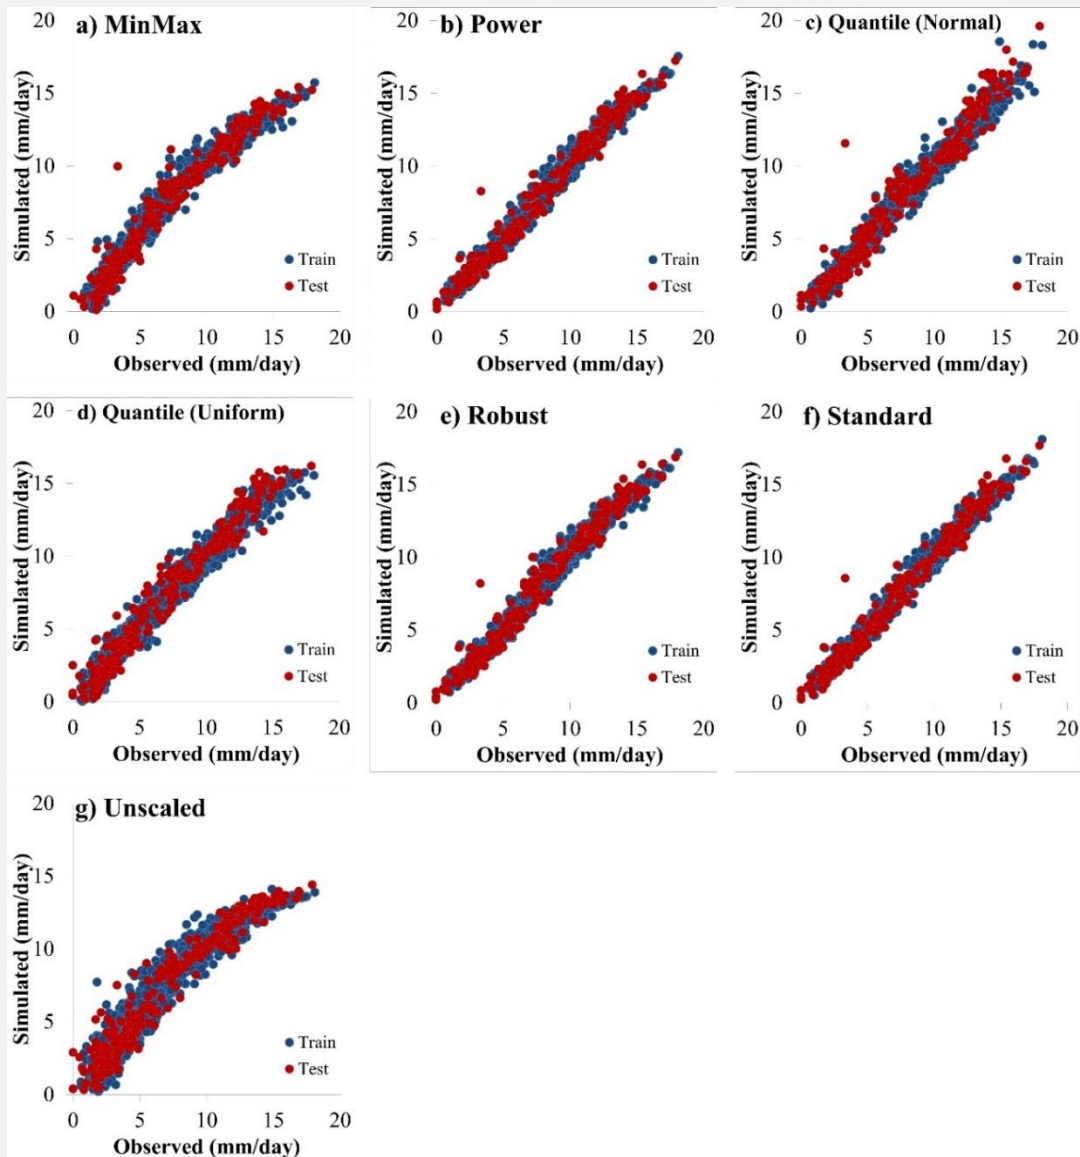 a) MinMax
20
15
10
5
0
Simulated (mm/day)
Train
Test
0 5 10 15 20
Observed (mm/day)
b) Power
20
15
10
5
0
Simulated (mm/day)
Train
Test
0 5 10 15 20
Observed (mm/day)
c) Quantile (Normal)
20
15
10
5
0
Simulated (mm/day)
Train
Test
0 5 10 15 20
Observed (mm/day)
d) Quantile (Uniform)
20
15
10
5
0
Simulated (mm/day)
Train
Test
0 5 10 15 20
Observed (mm/day)
e) Robust
20
15
10
5
0
Simulated (mm/day)
Train
Test
0 5 10 15 20
Observed (mm/day)
f) Standard
20
15
10
5
0
Simulated (mm/day)
Train
Test
0 5 10 15 20
Observed (mm/day)
g) Unscaled
20
15
10
5
0
Simulated (mm/day)
Train
Test
0 5 10 15 20
Observed (mm/day)